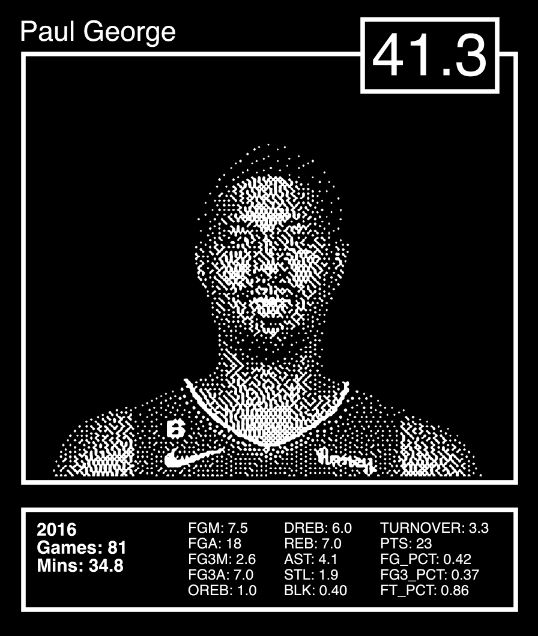 Paul George
41.3
6
2016
Games: 81
Mins: 34.8
FGM: 7.5
FGA: 18
FG3M: 2.6
FG3A: 7.0
OREB: 1.0
DREB: 6.0
REB: 7.0
AST: 4.1
STL: 1.9
BLK: 0.40
TURNOVER: 3.3
PTS: 23
FG_PCT: 0.42
FG3_PCT: 0.37
FT_PCT: 0.86